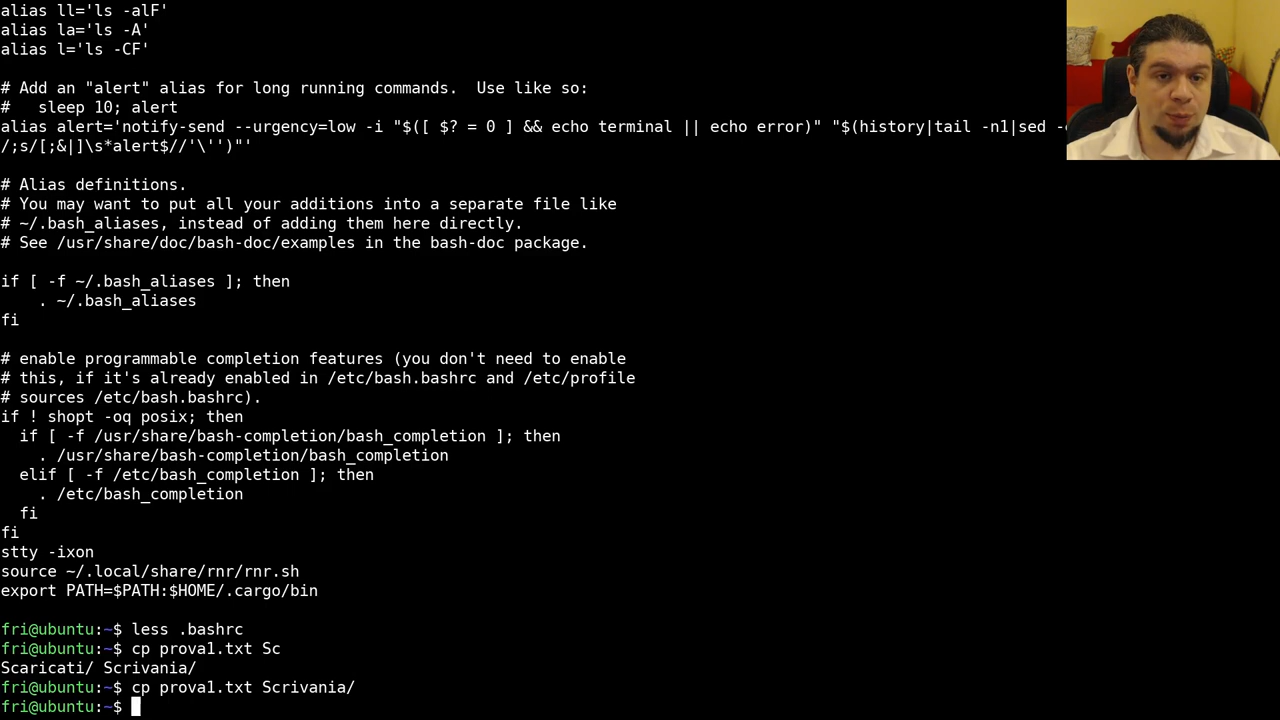 alias ll='ls -alF'
alias la='ls -A'
alias l='ls -CF'
# Add an "alert" alias for long running commands.  Use like so:
#   sleep 10; alert
alias alert='notify-send --urgency=low -i "$([ $? = 0 ] && echo terminal || echo error)" "$(history|tail -n1|sed -
/;s/[;&|]\s*alert$//'\'')"'
# Alias definitions.
# You may want to put all your additions into a separate file like
# ~/.bash_aliases, instead of adding them here directly.
# See /usr/share/doc/bash-doc/examples in the bash-doc package.
if [ -f ~/.bash_aliases ]; then
    . ~/.bash_aliases
fi
# enable programmable completion features (you don't need to enable
# this, if it's already enabled in /etc/bash.bashrc and /etc/profile
# sources /etc/bash.bashrc).
if ! shopt -oq posix; then
  if [ -f /usr/share/bash-completion/bash_completion ]; then
    . /usr/share/bash-completion/bash_completion
  elif [ -f /etc/bash_completion ]; then
    . /etc/bash_completion
  fi
fi
stty -ixon
source ~/.local/share/rnr/rnr.sh
export PATH=$PATH:$HOME/.cargo/bin
fri@ubuntu:~$ less .bashrc
fri@ubuntu:~$ cp prova1.txt Sc
Scaricati/ Scrivania/
fri@ubuntu:~$ cp prova1.txt Scrivania/
fri@ubuntu:~$